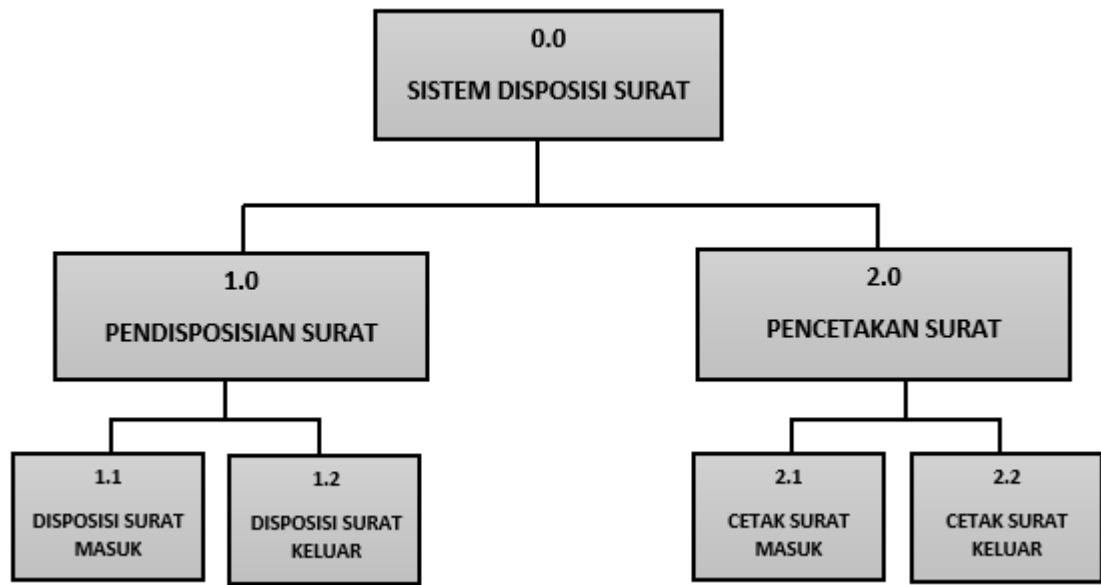 0.0
SISTEM DISPOSISI SURAT
1.0
PENDISPOSISIAN SURAT
2.0
PENCETAKAN SURAT
1.1
DISPOSISI SURAT
MASUK
1.2
DISPOSISI SURAT
KELUAR
2.1
CETAK SURAT
MASUK
2.2
CETAK SURAT
KELUAR